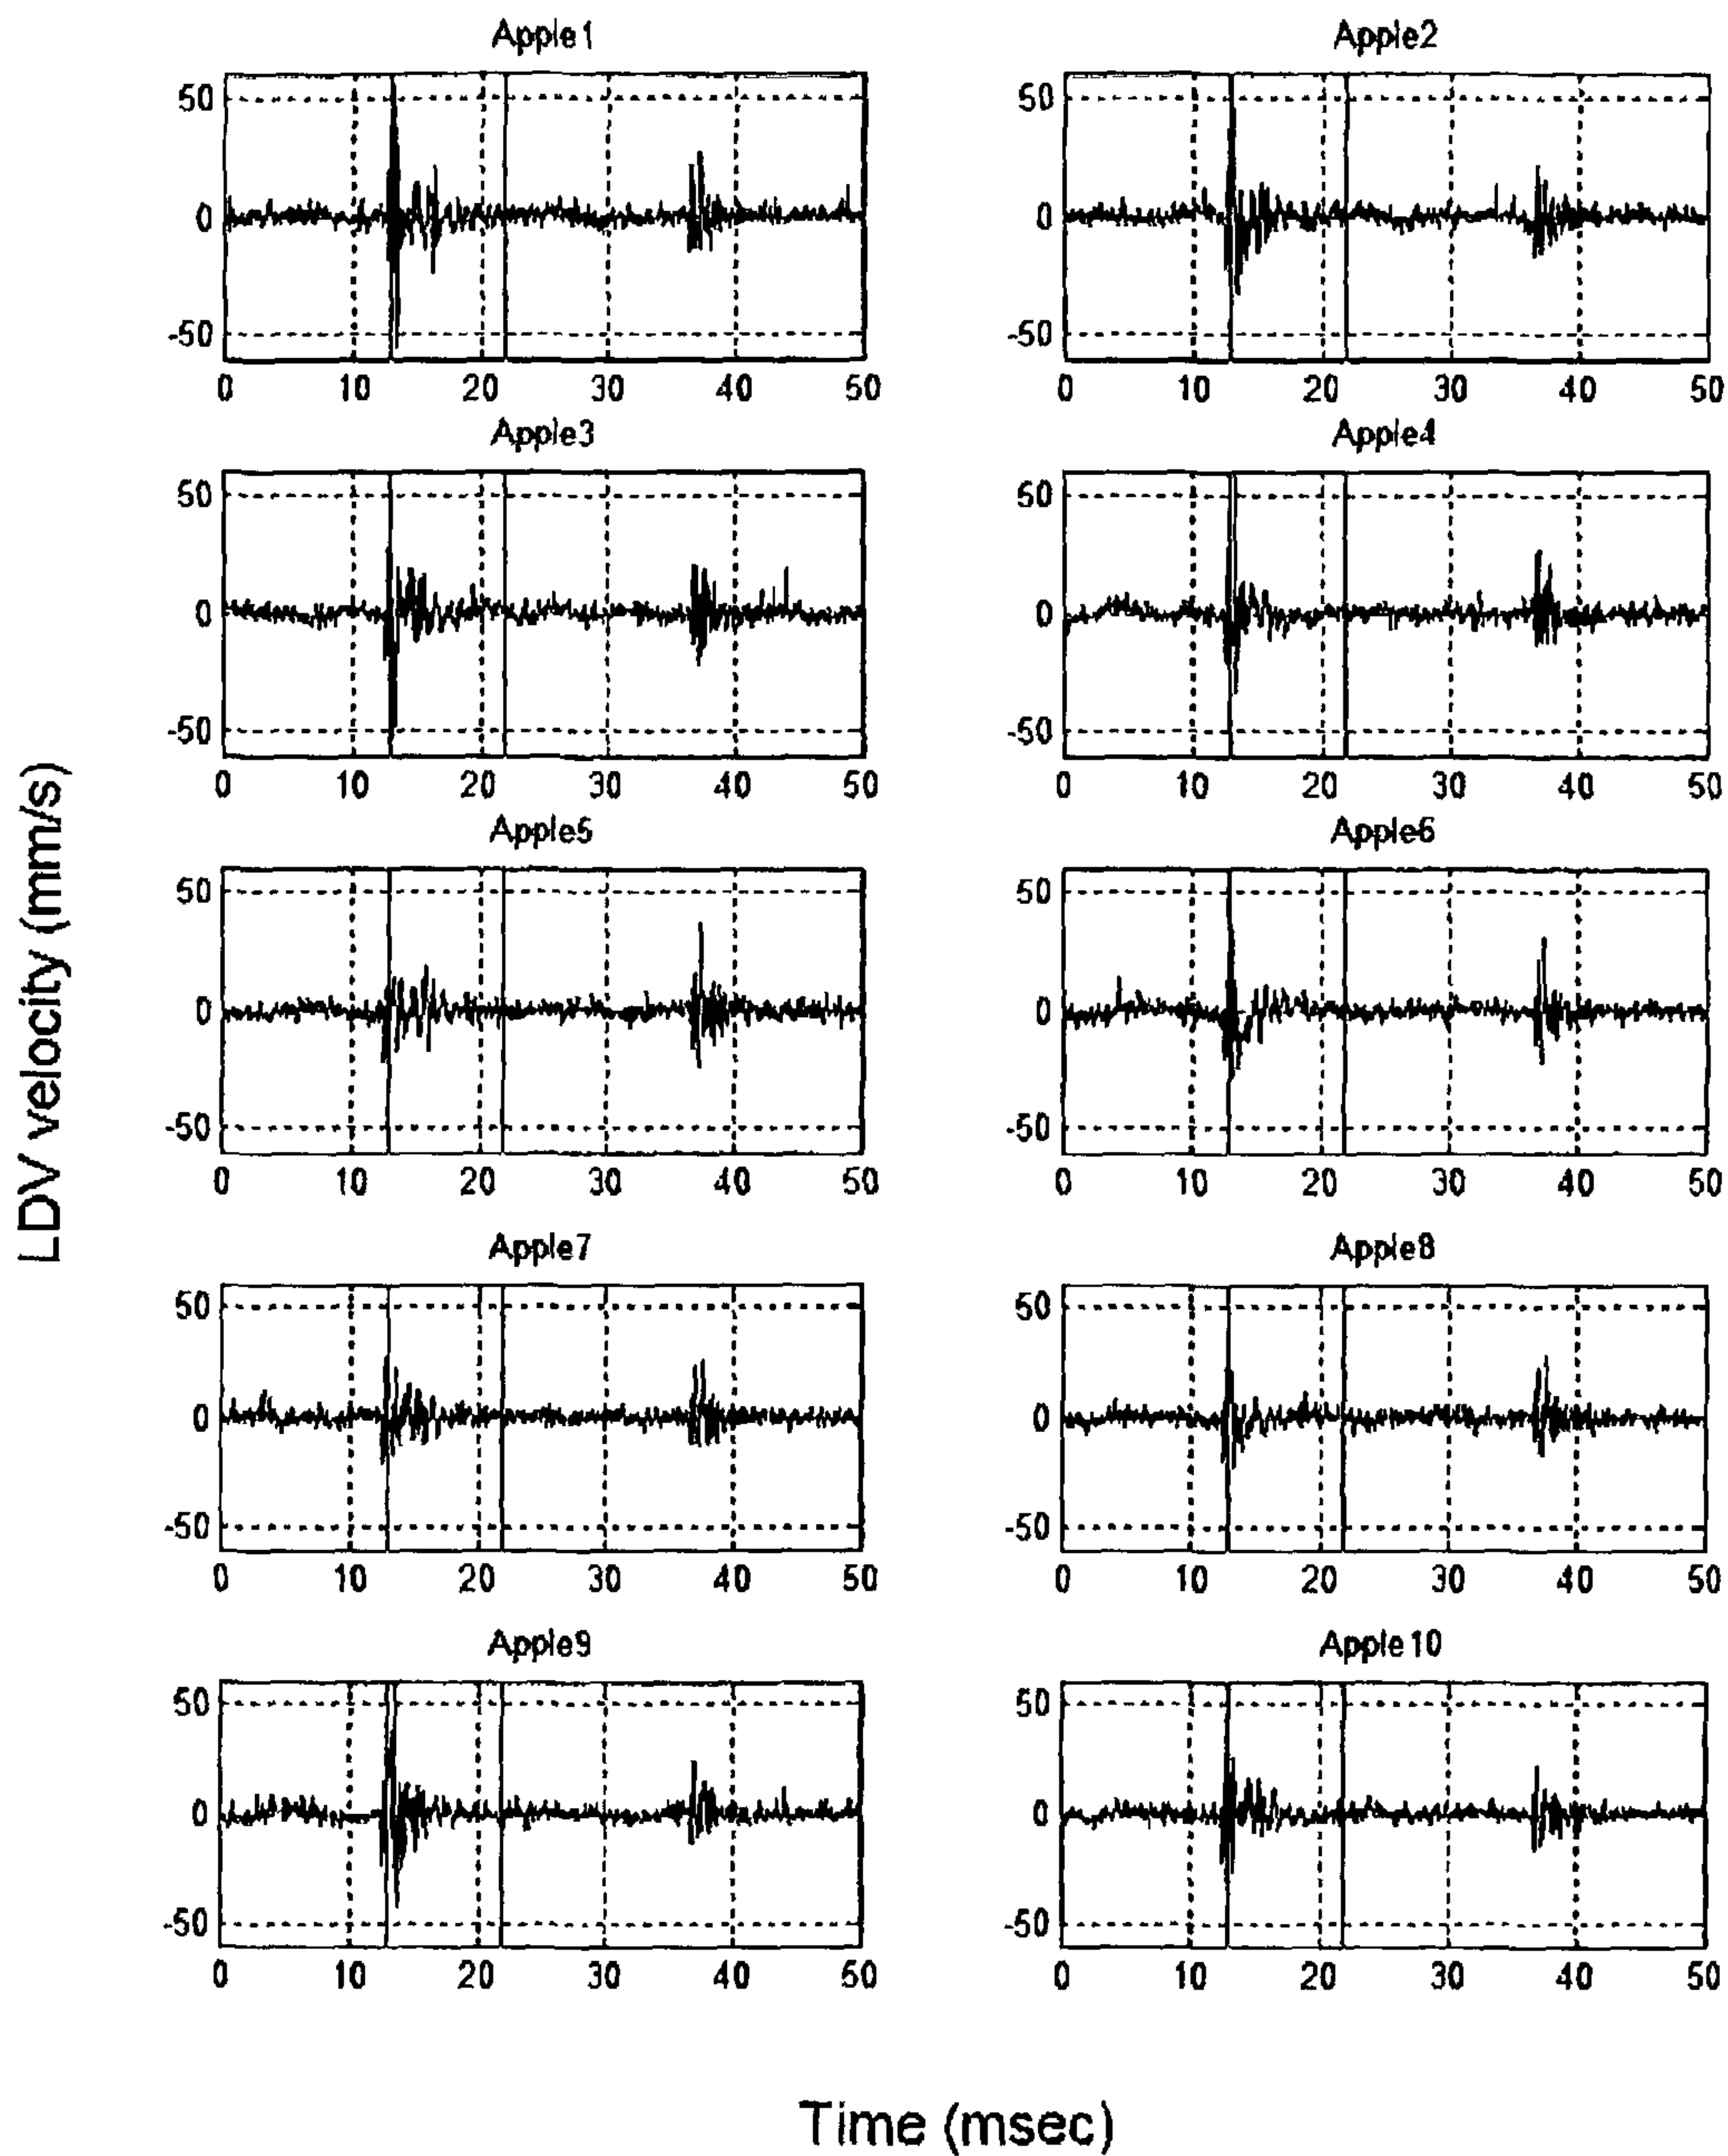 Apple1 Apple2
50 50
0 0
-50 -50
0 10 20 30 40 50 0 10 20 30 40 50
Apple3 Apple4
50 50
0 0
-50 -50
0 10 20 30 40 50 0 10 20 30 40 50
Apple5 Apple6
50 50
0 0
-50 -50
0 10 20 30 40 50 0 10 20 30 40 50
LDV velocity (mm/s)
Apple7 Apple8
50 50
0 0
-50 -50
0 10 20 30 40 50 0 10 20 30 40 50
Apple9 Apple10
50 50
0 0
-50 -50
0 10 20 30 40 50 0 10 20 30 40 50
Time (msec)